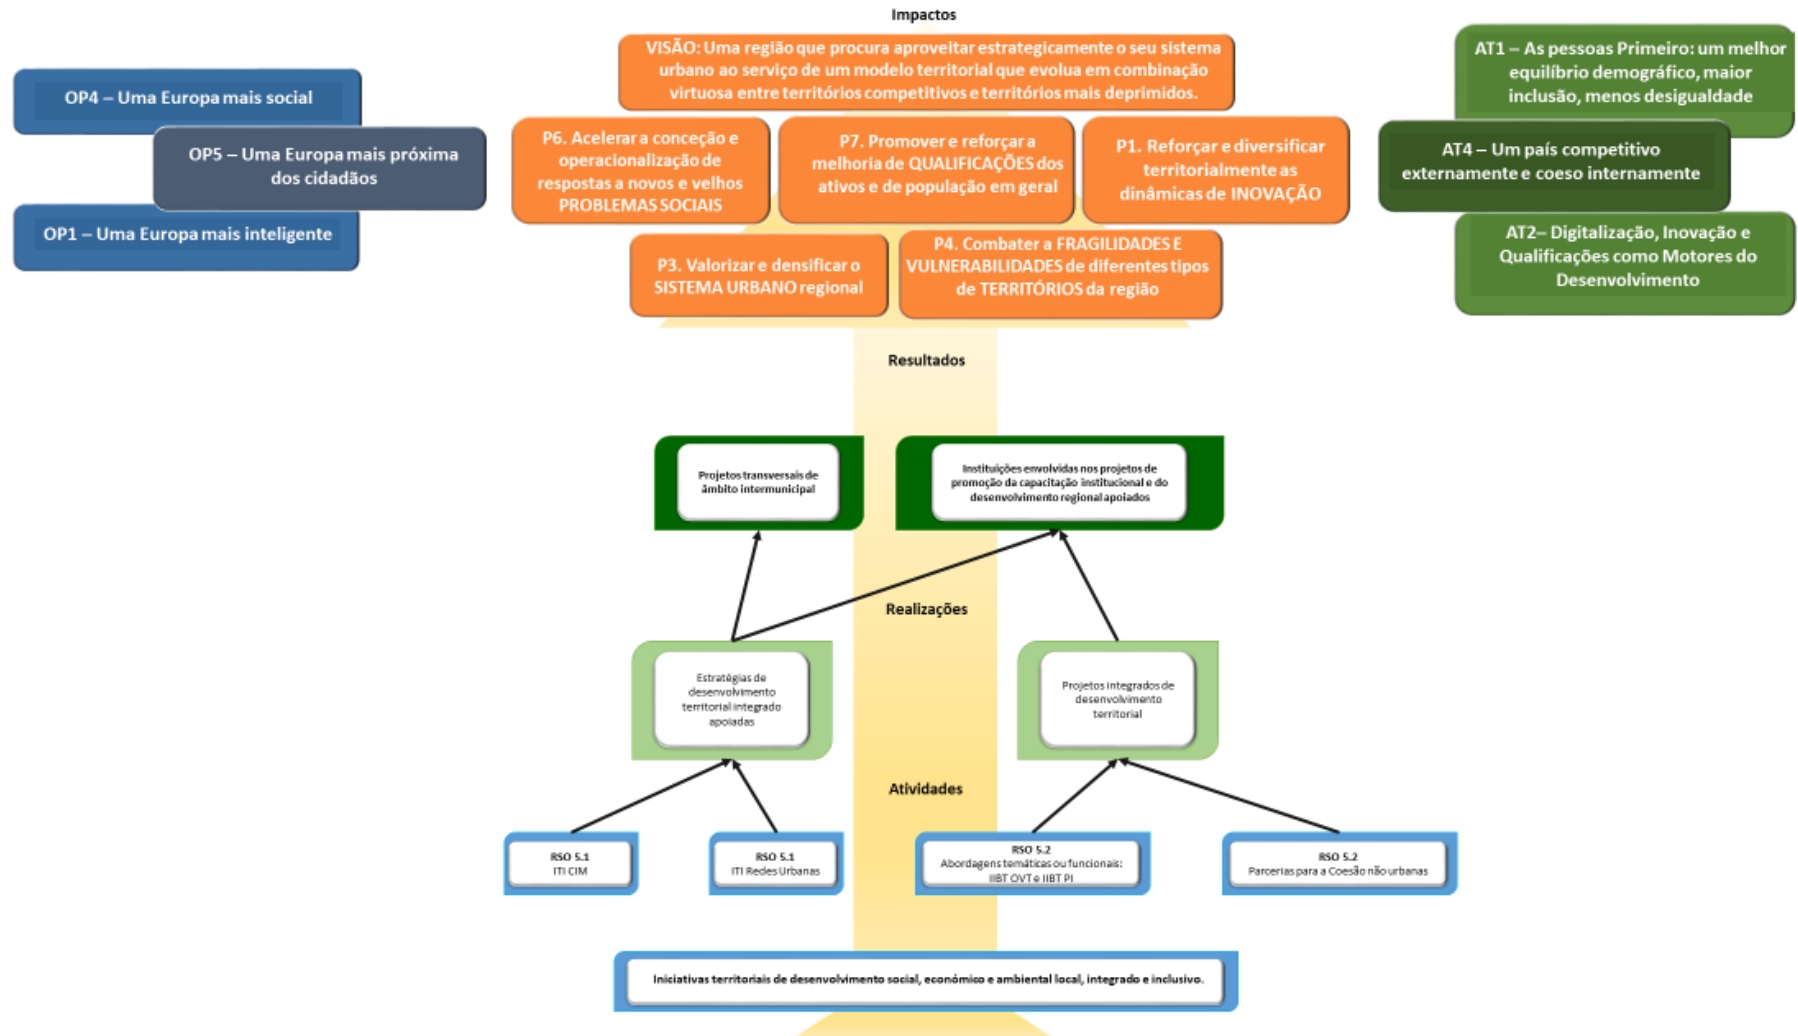 Impactos
VISÃO: Uma região que procura aproveitar estrategicamente o seu sistema
urbano ao serviço de um modelo territorial que evolua em combinação
virtuosa entre territórios competitivos e territórios mais deprimidos.
OP4 – Uma Europa mais social
OP5 – Uma Europa mais próxima
dos cidadãos
OP1 – Uma Europa mais inteligente
P6. Acelerar a conceção e
operacionalização de
respostas a novos e velhos
PROBLEMAS SOCIAIS
P7. Promover e reforçar a
melhoria de QUALIFICAÇÕES dos
ativos e de população em geral
P1. Reforçar e diversificar
territorialmente as
dinâmicas de INOVAÇÃO
P3. Valorizar e densificar o
SISTEMA URBANO regional
P4. Combater a FRAGILIDADES E
VULNERABILIDADES de diferentes tipos
de TERRITÓRIOS da região
AT1 – As pessoas Primeiro: um melhor
equilíbrio demográfico, maior
inclusão, menos desigualdade
AT4 – Um país competitivo
externamente e coeso internamente
AT2– Digitalização, Inovação e
Qualificações como Motores do
Desenvolvimento
Resultados
Projetos transversais de
âmbito intermunicipal
Instituições envolvidas nos projetos de
promoção da capacitação institucional e do
desenvolvimento regional apoiados
Realizações
Estratégias de
desenvolvimento
territorial integrado
apoiadas
Projetos integrados de
desenvolvimento
territorial
Atividades
RSO 5.1
ITI CIM
RSO 5.1
ITI Redes Urbanas
RSO 5.2
Abordagens temáticas ou funcionais:
IIBT OVT e IIBT PI
RSO 5.2
Parcerias para a Coesão não urbanas
Iniciativas territoriais de desenvolvimento social, económico e ambiental local, integrado e inclusivo.